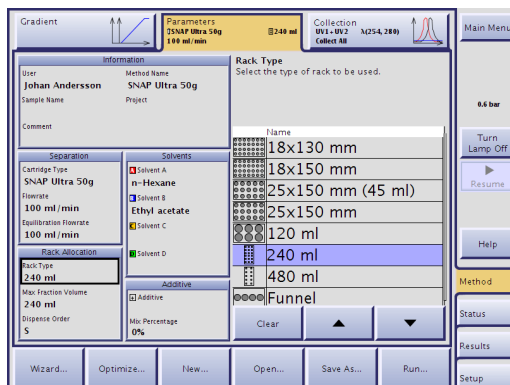 Gradient
Parameters
SNAP Ultra 50g
240 ml
100 ml/min
Collection
UV1+UV2 λ(254, 280)
Collect All
Main Menu
Information
User
Johan Andersson
Method Name
SNAP Ultra 50g
Sample Name
Project
Comment
Separation
Cartridge Type
SNAP Ultra 50g
Flowrate
100 ml/min
Equilibration Flowrate
100 ml/min
Solvents
A Solvent A
n-Hexane
B Solvent B
Ethyl acetate
C Solvent C
D Solvent D
Rack Allocation
Rack Type
240 ml
Max Fraction Volume
240 ml
Dispense Order
S
Additive
Additive
Mix Percentage
0%
Rack Type
Select the type of rack to be used.
Name
18x130 mm
18x150 mm
25x150 mm (45 ml)
25x150 mm
120 ml
240 ml
480 ml
Funnel
Clear
0.6 bar
Turn
Lamp Off
Resume
Help
Method
Status
Results
Setup
Wizard...
Optimize...
New...
Open...
Save As...
Run...